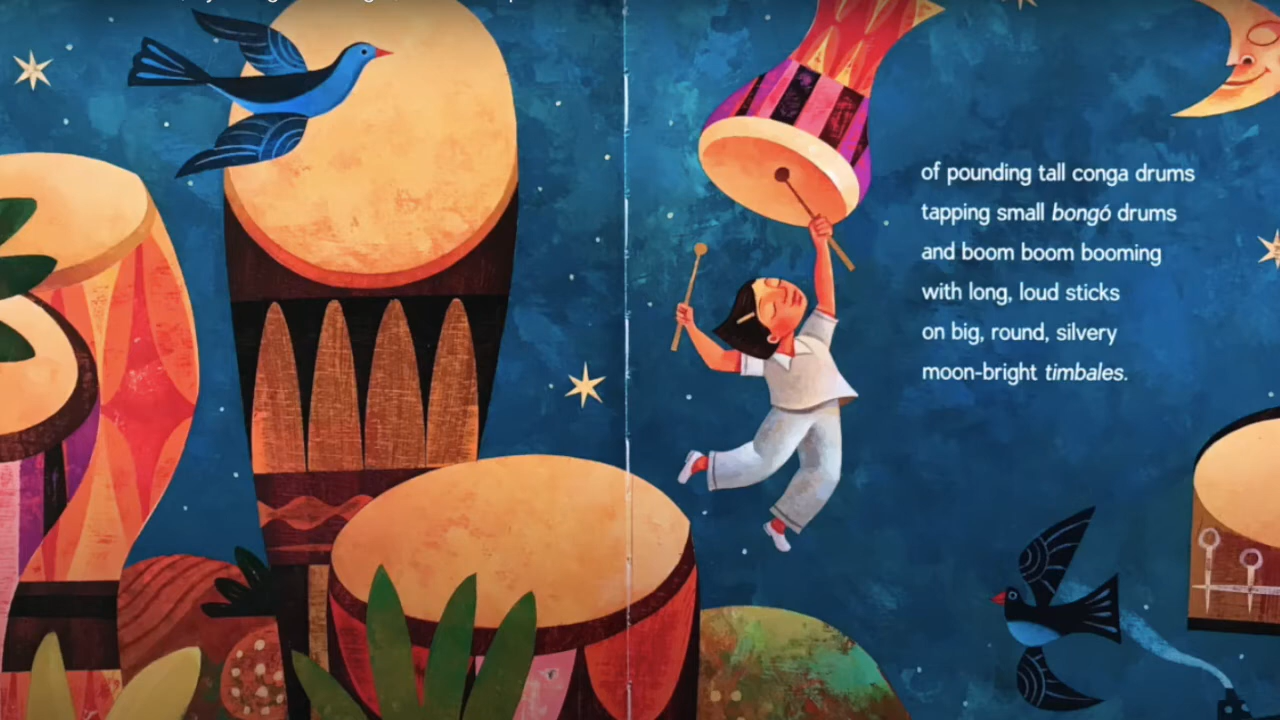 of pounding tall conga drums
tapping small bongó drums
and boom boom booming
with long, loud sticks
on big, round, silvery
moon-bright timbales.